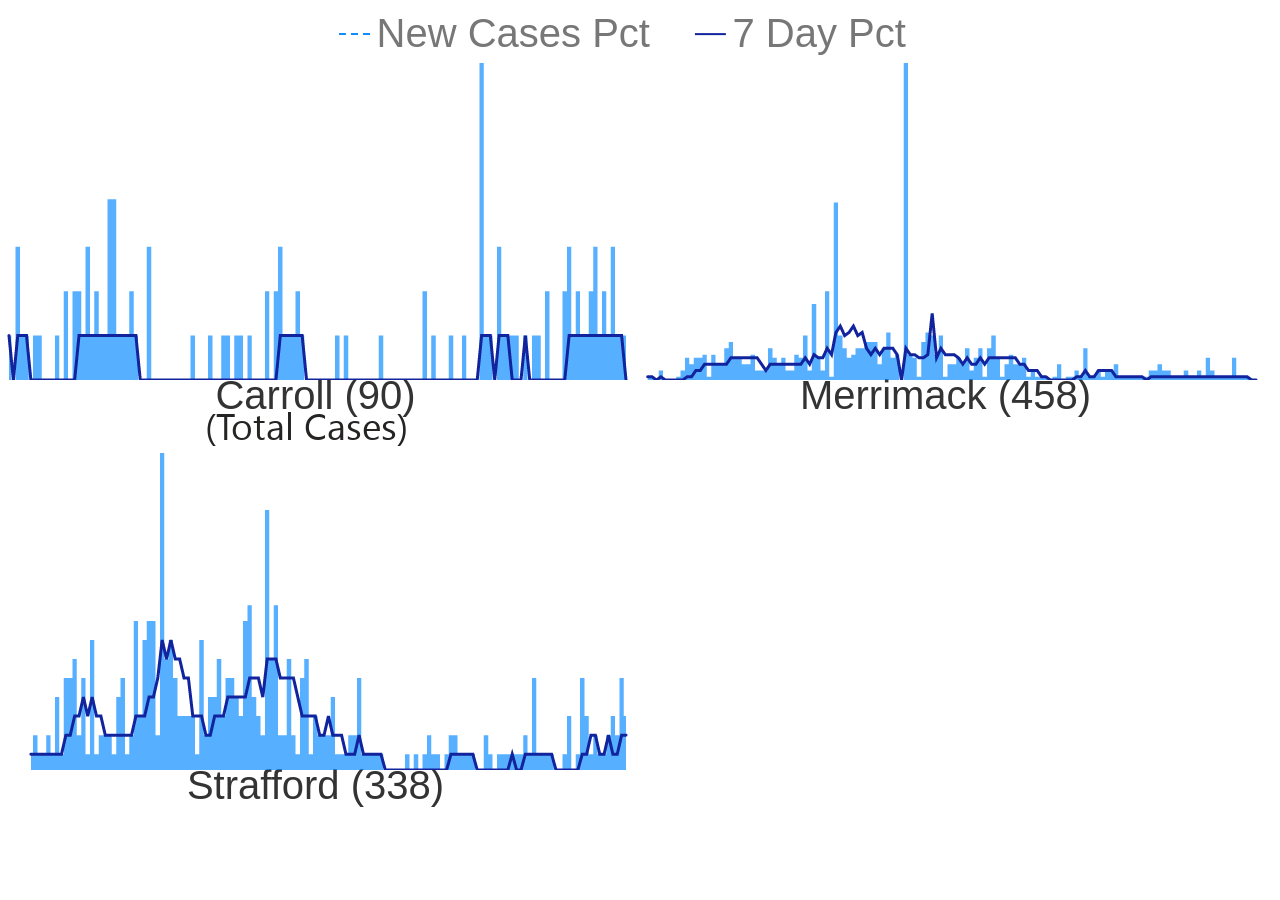 New Cases Pct 7 Day Pct
Carroll (90) Merrimack (458)
(Total Cases)
Strafford (338)